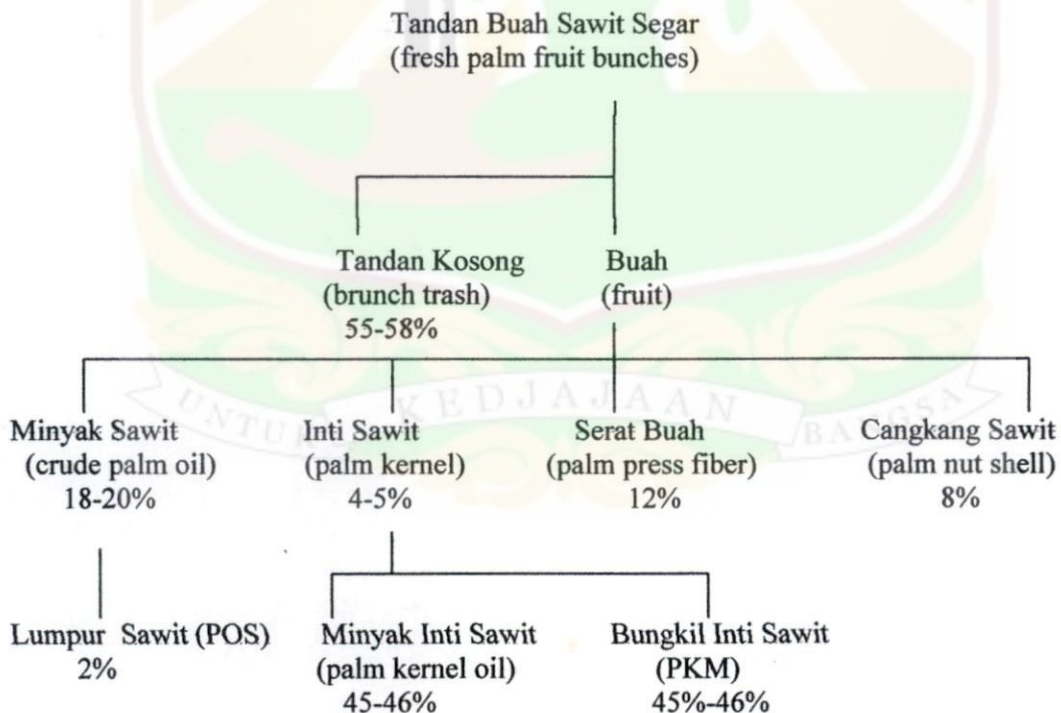 Tandan Buah Sawit Segar
(fresh palm fruit bunches)
Tandan Kosong
(brunch trash)
55-58%
Buah
(fruit)
UNTUK KEDJAJAAN BANGSA
Minyak Sawit
(crude palm oil)
18-20%
Inti Sawit
(palm kernel)
4-5%
Serat Buah
(palm press fiber)
12%
Cangkang Sawit
(palm nut shell)
8%
Lumpur Sawit (POS)
2%
Minyak Inti Sawit
(palm kernel oil)
45-46%
Bungkil Inti Sawit
(PKM)
45%-46%